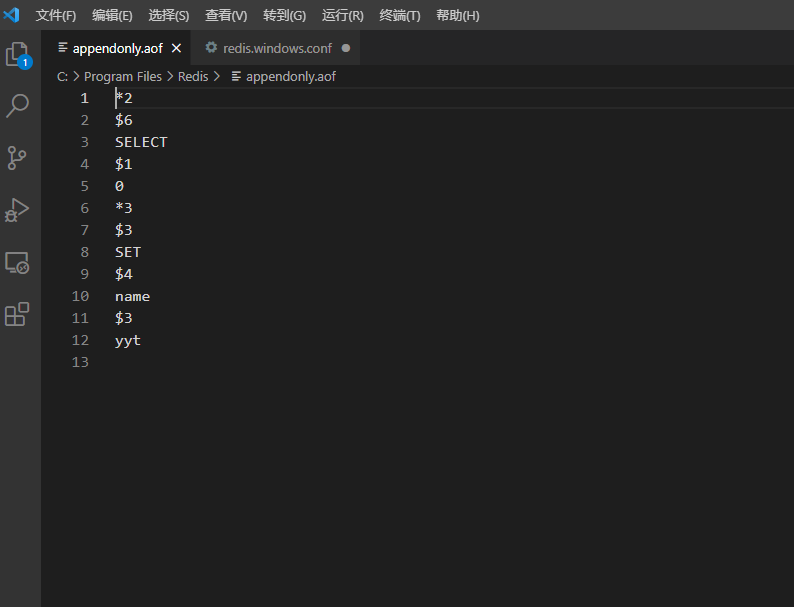 文件(F) 编辑(E) 选择(S) 查看(V) 转到(G) 运行(R) 终端(T) 帮助(H)
appendonly.aof redis.windows.conf
C: > Program Files > Redis > appendonly.aof
1
1 *2
2 $6
3 SELECT
4 $1
5 0
6 *3
7 $3
8 SET
9 $4
10 name
11 $3
12 yyt
13